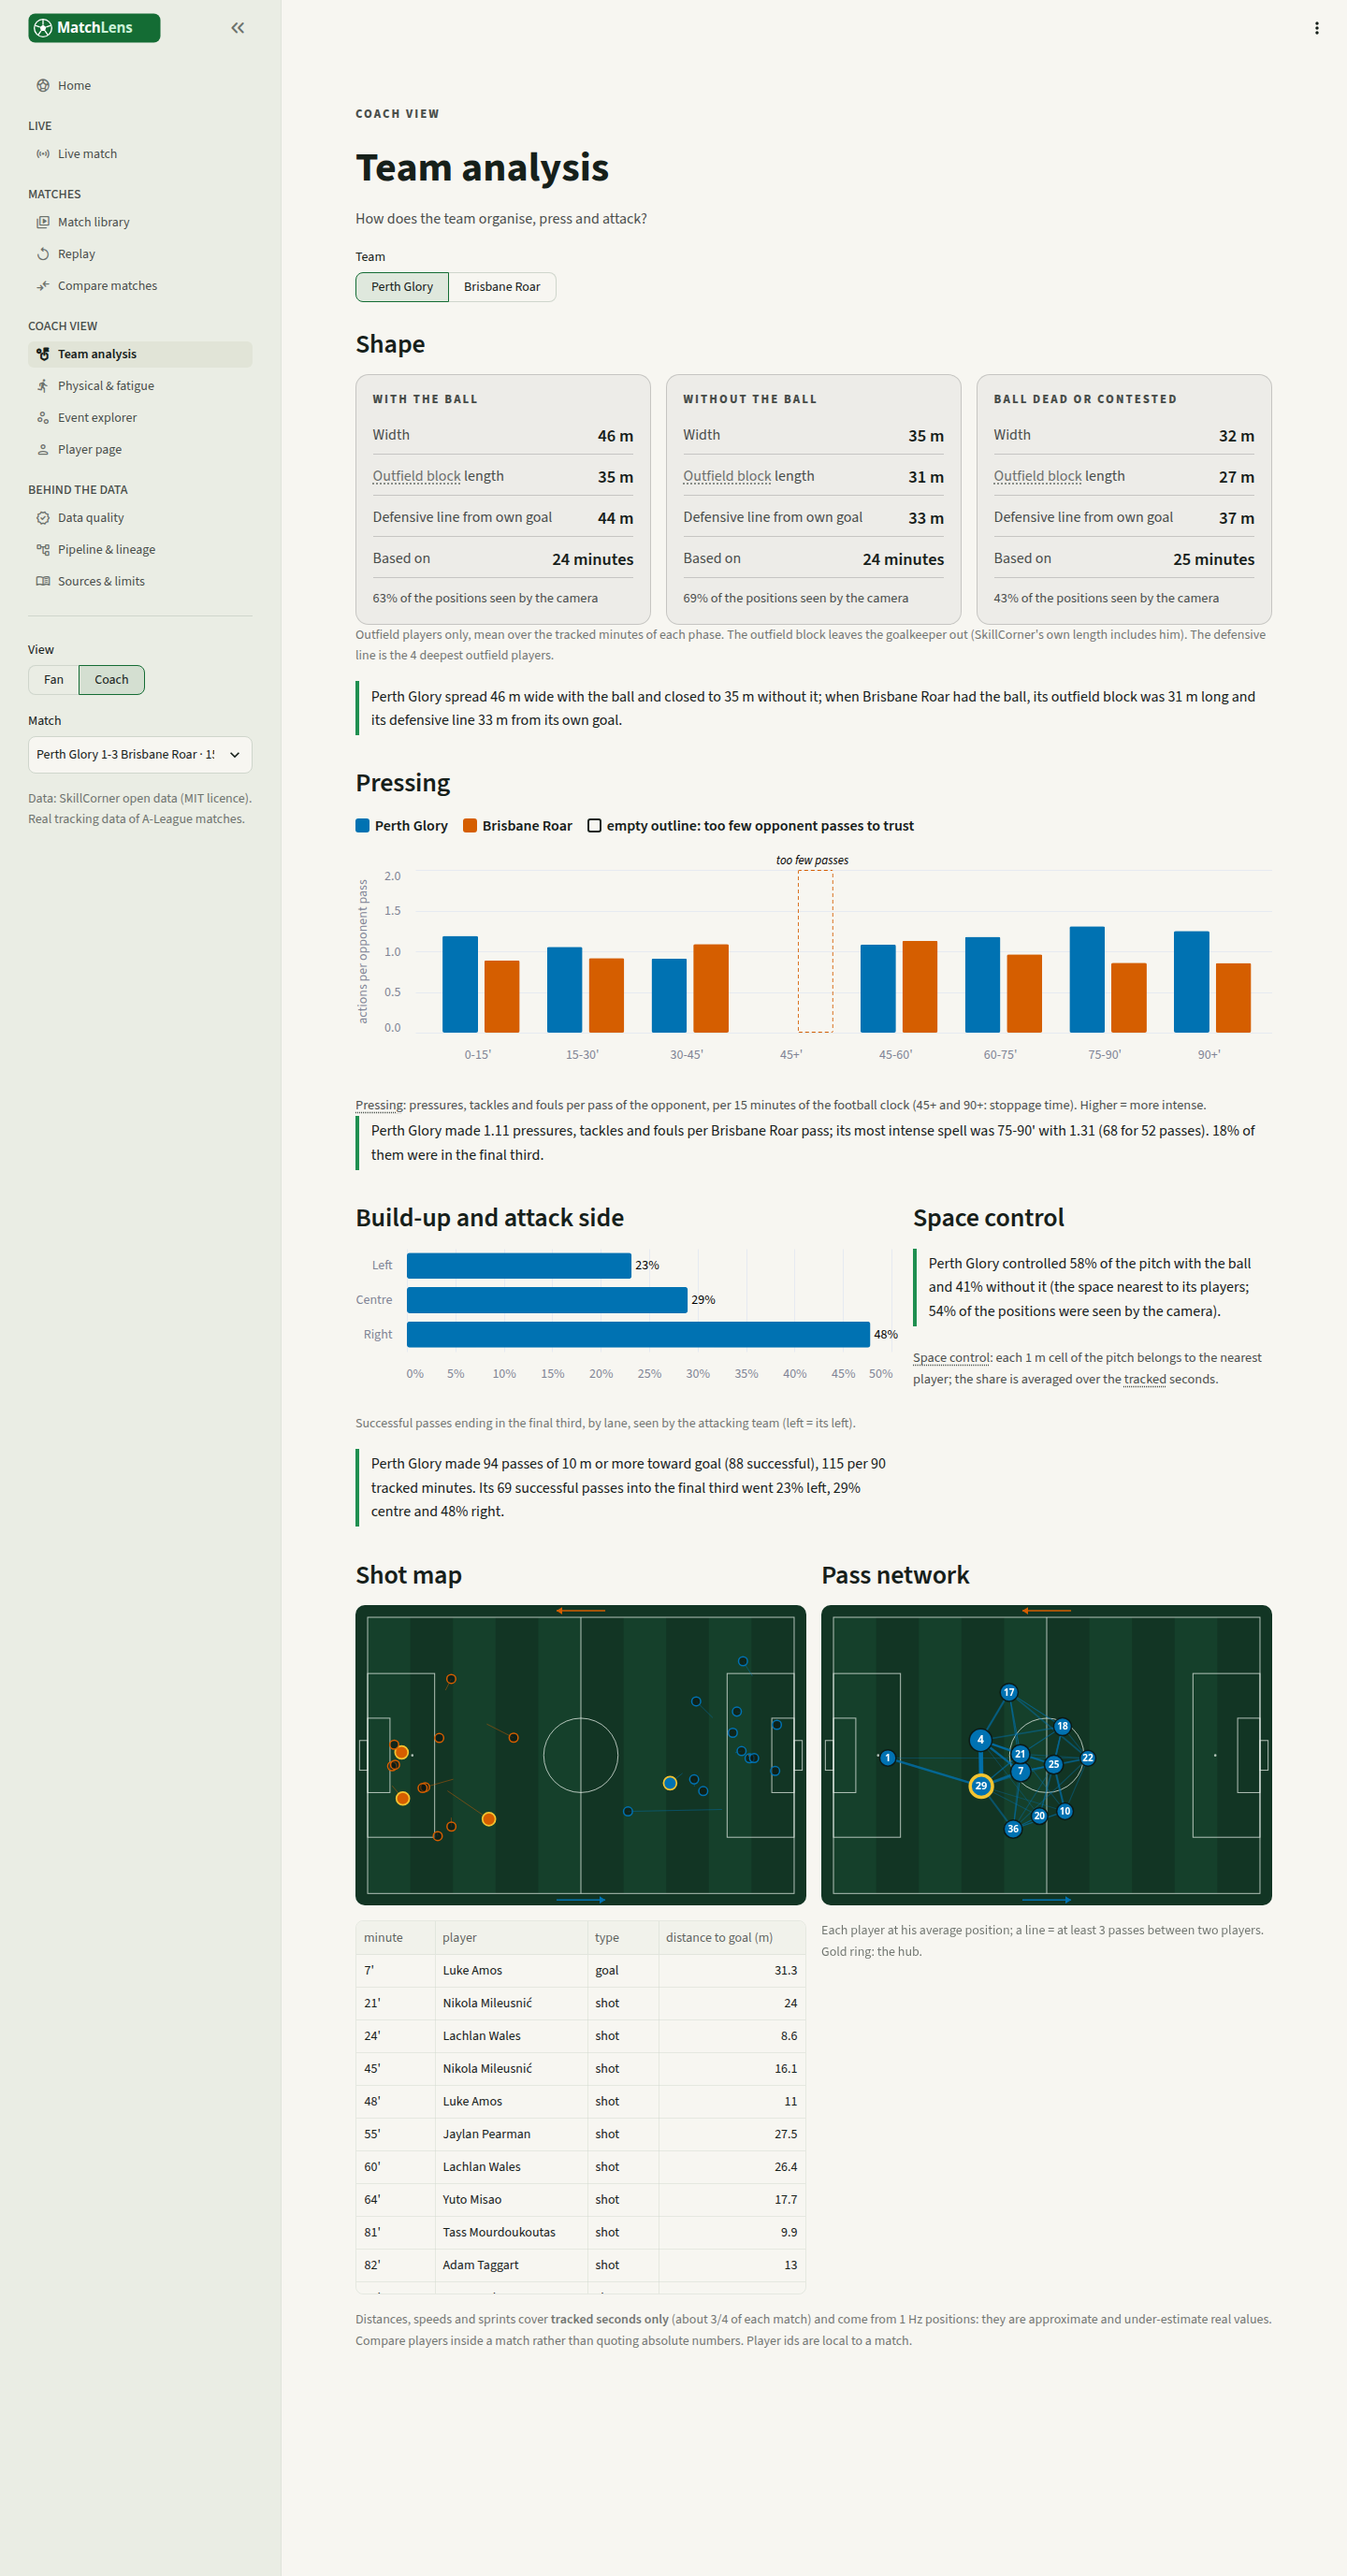 MatchLens
Home
LIVE
Live match
MATCHES
Match library
Replay
Compare matches
COACH VIEW
Team analysis
Physical & fatigue
Event explorer
Player page
BEHIND THE DATA
Data quality
Pipeline & lineage
Sources & limits
View
Fan Coach
Match
Perth Glory 1-3 Brisbane Roar ·
Data: SkillCorner open data (MIT licence).
Real tracking data of A-League matches.
COACH VIEW
Team analysis
How does the team organise, press and attack?
Team
Perth Glory Brisbane Roar
Shape
WITH THE BALL
Width 46 m
Outfield block length 35 m
Defensive line from own goal 44 m
Based on 24 minutes
63% of the positions seen by the camera
WITHOUT THE BALL
Width 35 m
Outfield block length 31 m
Defensive line from own goal 33 m
Based on 24 minutes
69% of the positions seen by the camera
BALL DEAD OR CONTESTED
Width 32 m
Outfield block length 27 m
Defensive line from own goal 37 m
Based on 25 minutes
43% of the positions seen by the camera
Outfield players only, mean over the tracked minutes of each phase. The outfield block leaves the goalkeeper out (SkillCorner's own length includes him). The defensive
line is the 4 deepest outfield players.
Perth Glory spread 46 m wide with the ball and closed to 35 m without it; when Brisbane Roar had the ball, its outfield block was 31 m long and
its defensive line 33 m from its own goal.
Pressing
Perth Glory Brisbane Roar empty outline: too few opponent passes to trust
too few passes
actions per opponent pass
2.0
1.5
1.0
0.5
0.0
0-15' 15-30' 30-45' 45+' 45-60' 60-75' 75-90' 90+'
Pressing: pressures, tackles and fouls per pass of the opponent, per 15 minutes of the football clock (45+ and 90+: stoppage time). Higher = more intense.
Perth Glory made 1.11 pressures, tackles and fouls per Brisbane Roar pass; its most intense spell was 75-90' with 1.31 (68 for 52 passes). 18% of
them were in the final third.
Build-up and attack side
Left 23%
Centre 29%
Right 48%
0% 5% 10% 15% 20% 25% 30% 35% 40% 45% 50%
Successful passes ending in the final third, by lane, seen by the attacking team (left = its left).
Perth Glory made 94 passes of 10 m or more toward goal (88 successful), 115 per 90
tracked minutes. Its 69 successful passes into the final third went 23% left, 29%
centre and 48% right.
Space control
Perth Glory controlled 58% of the pitch with the ball
and 41% without it (the space nearest to its players;
54% of the positions were seen by the camera).
Space control: each 1 m cell of the pitch belongs to the nearest
player; the share is averaged over the tracked seconds.
Shot map
minute player type distance to goal (m)
7' Luke Amos goal 31.3
21' Nikola Mileusnić shot 24
24' Lachlan Wales shot 8.6
45' Nikola Mileusnić shot 16.1
48' Luke Amos shot 11
55' Jaylan Pearman shot 27.5
60' Lachlan Wales shot 26.4
64' Yuto Misao shot 17.7
81' Tass Mourdoukoutas shot 9.9
82' Adam Taggart shot 13
Pass network
17
18
4
21
1
22
25
7
29
10
20
36
Each player at his average position; a line = at least 3 passes between two players.
Gold ring: the hub.
Distances, speeds and sprints cover tracked seconds only (about 3/4 of each match) and come from 1 Hz positions: they are approximate and under-estimate real values.
Compare players inside a match rather than quoting absolute numbers. Player ids are local to a match.